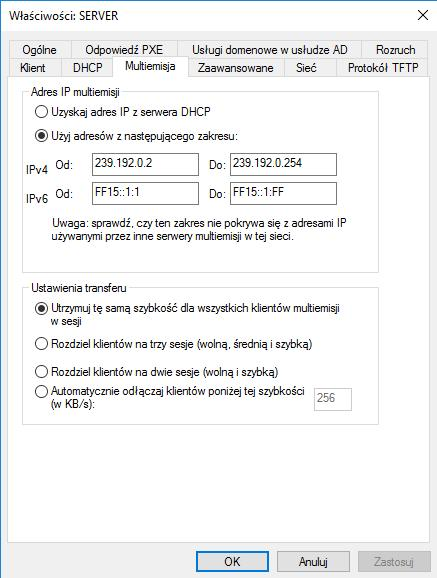 Właściwości: SERVER
Ogólne Odpowiedź PXE Usługi domenowe w usłudze AD Rozruch
Klient DHCP Multiemisja Zaawansowane Sieć Protokół TFTP
Adres IP multiemisji
Uzyskaj adres IP z serwera DHCP
Użyj adresów z następującego zakresu:
IPv4 Od: 239.192.0.2 Do: 239.192.0.254
IPv6 Od: FF15::1:1 Do: FF15::1:FF
Uwaga: sprawdź, czy ten zakres nie pokrywa się z adresami IP
używanymi przez inne serwery multiemisji w tej sieci.
Ustawienia transferu
Utrzymuj tę samą szybkość dla wszystkich klientów multiemisji
w sesji
Rozdziel klientów na trzy sesje (wolną, średnią i szybką)
Rozdziel klientów na dwie sesje (wolną i szybką)
Automatycznie odłączaj klientów poniżej tej szybkości
(w KB/s): 256
OK Anuluj Zastosuj